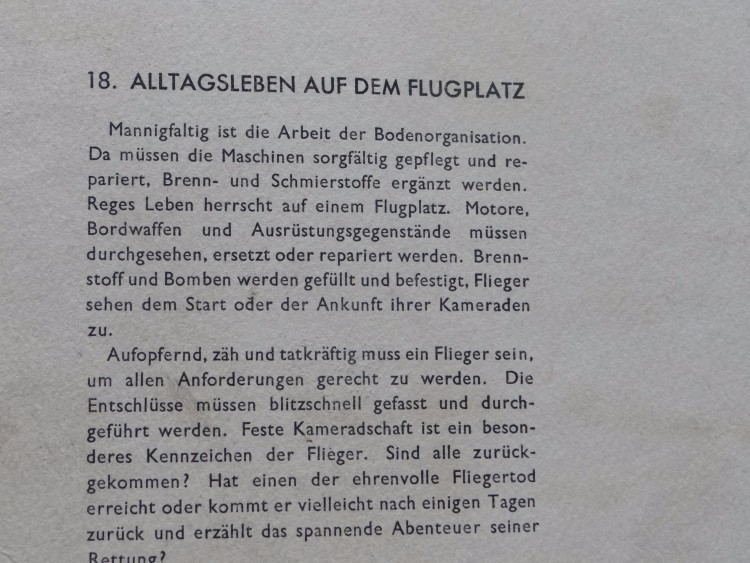 18. ALLTAGSLEBEN AUF DEM FLUGPLATZ
Mannigfaltig ist die Arbeit der Bodenorganisation.
Da müssen die Maschinen sorgfältig gepflegt und re-
pariert, Brenn- und Schmierstoffe ergänzt werden.
Reges Leben herrscht auf einem Flugplatz. Motore,
Bordwaffen und Ausrüstungsgegenstände müssen
durchgesehen, ersetzt oder repariert werden. Brenn-
stoff und Bomben werden gefüllt und befestigt, Flieger
sehen dem Start oder der Ankunft ihrer Kameraden
zu.
Aufopfernd, zäh und tatkräftig muss ein Flieger sein,
um allen Anforderungen gerecht zu werden. Die
Entschlüsse müssen blitzschnell gefasst und durch-
geführt werden. Feste Kameradschaft ist ein beson-
deres Kennzeichen der Flieger. Sind alle zurück-
gekommen? Hat einen der ehrenvolle Fliegertod
erreicht oder kommt er vielleicht nach einigen Tagen
zurück und erzählt das spannende Abenteuer seiner
Rettung?